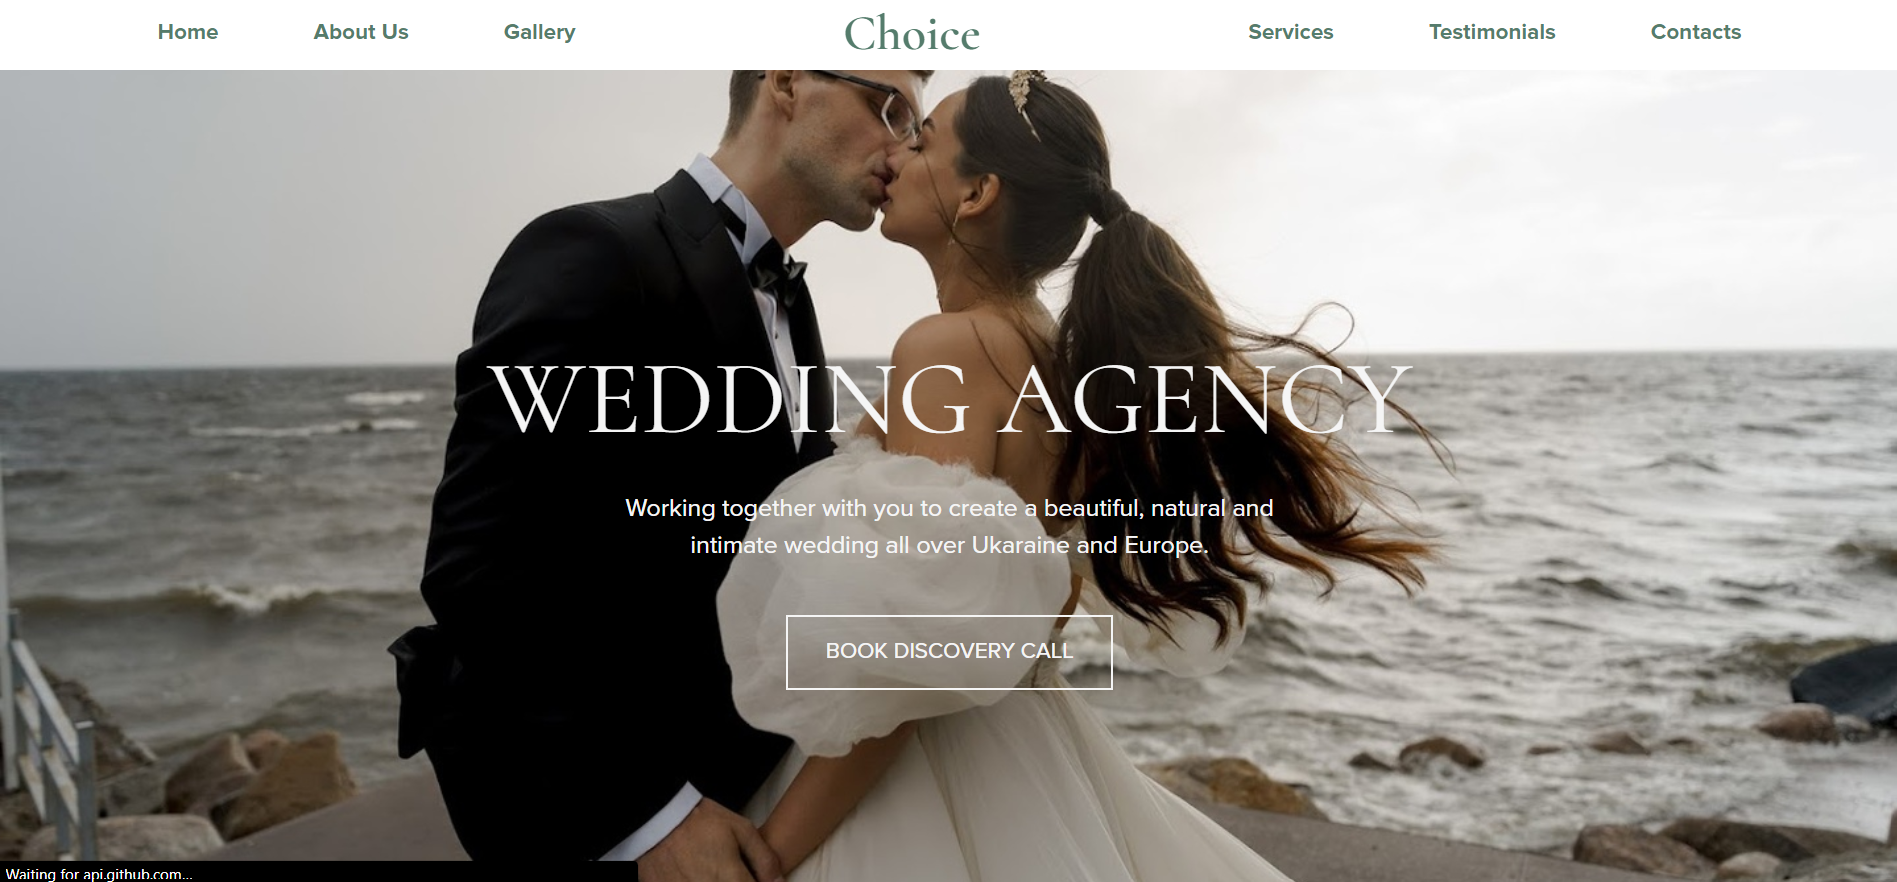 Home About Us Gallery Choice Services Testimonials Contacts
WEDDING AGENCY
Working together with you to create a beautiful, natural and
intimate wedding all over Ukaraine and Europe.
BOOK DISCOVERY CALL
Waiting for api.github.com...